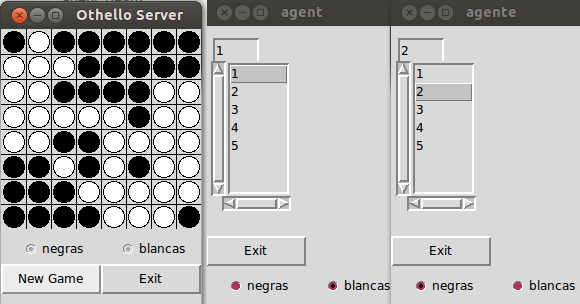 Othello Server
negras
blancas
New Game
Exit
agent
1
1
2
3
4
5
Exit
negras
blancas
agente
2
1
2
3
4
5
Exit
negras
blancas